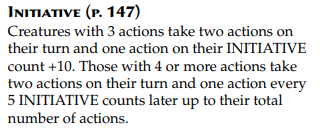 INITIATIVE (P. 147)
Creatures with 3 actions take two actions on
their turn and one action on their INITIATIVE
count +10. Those with 4 or more actions take
two actions on their turn and one action every
5 INITIATIVE counts later up to their total
number of actions.